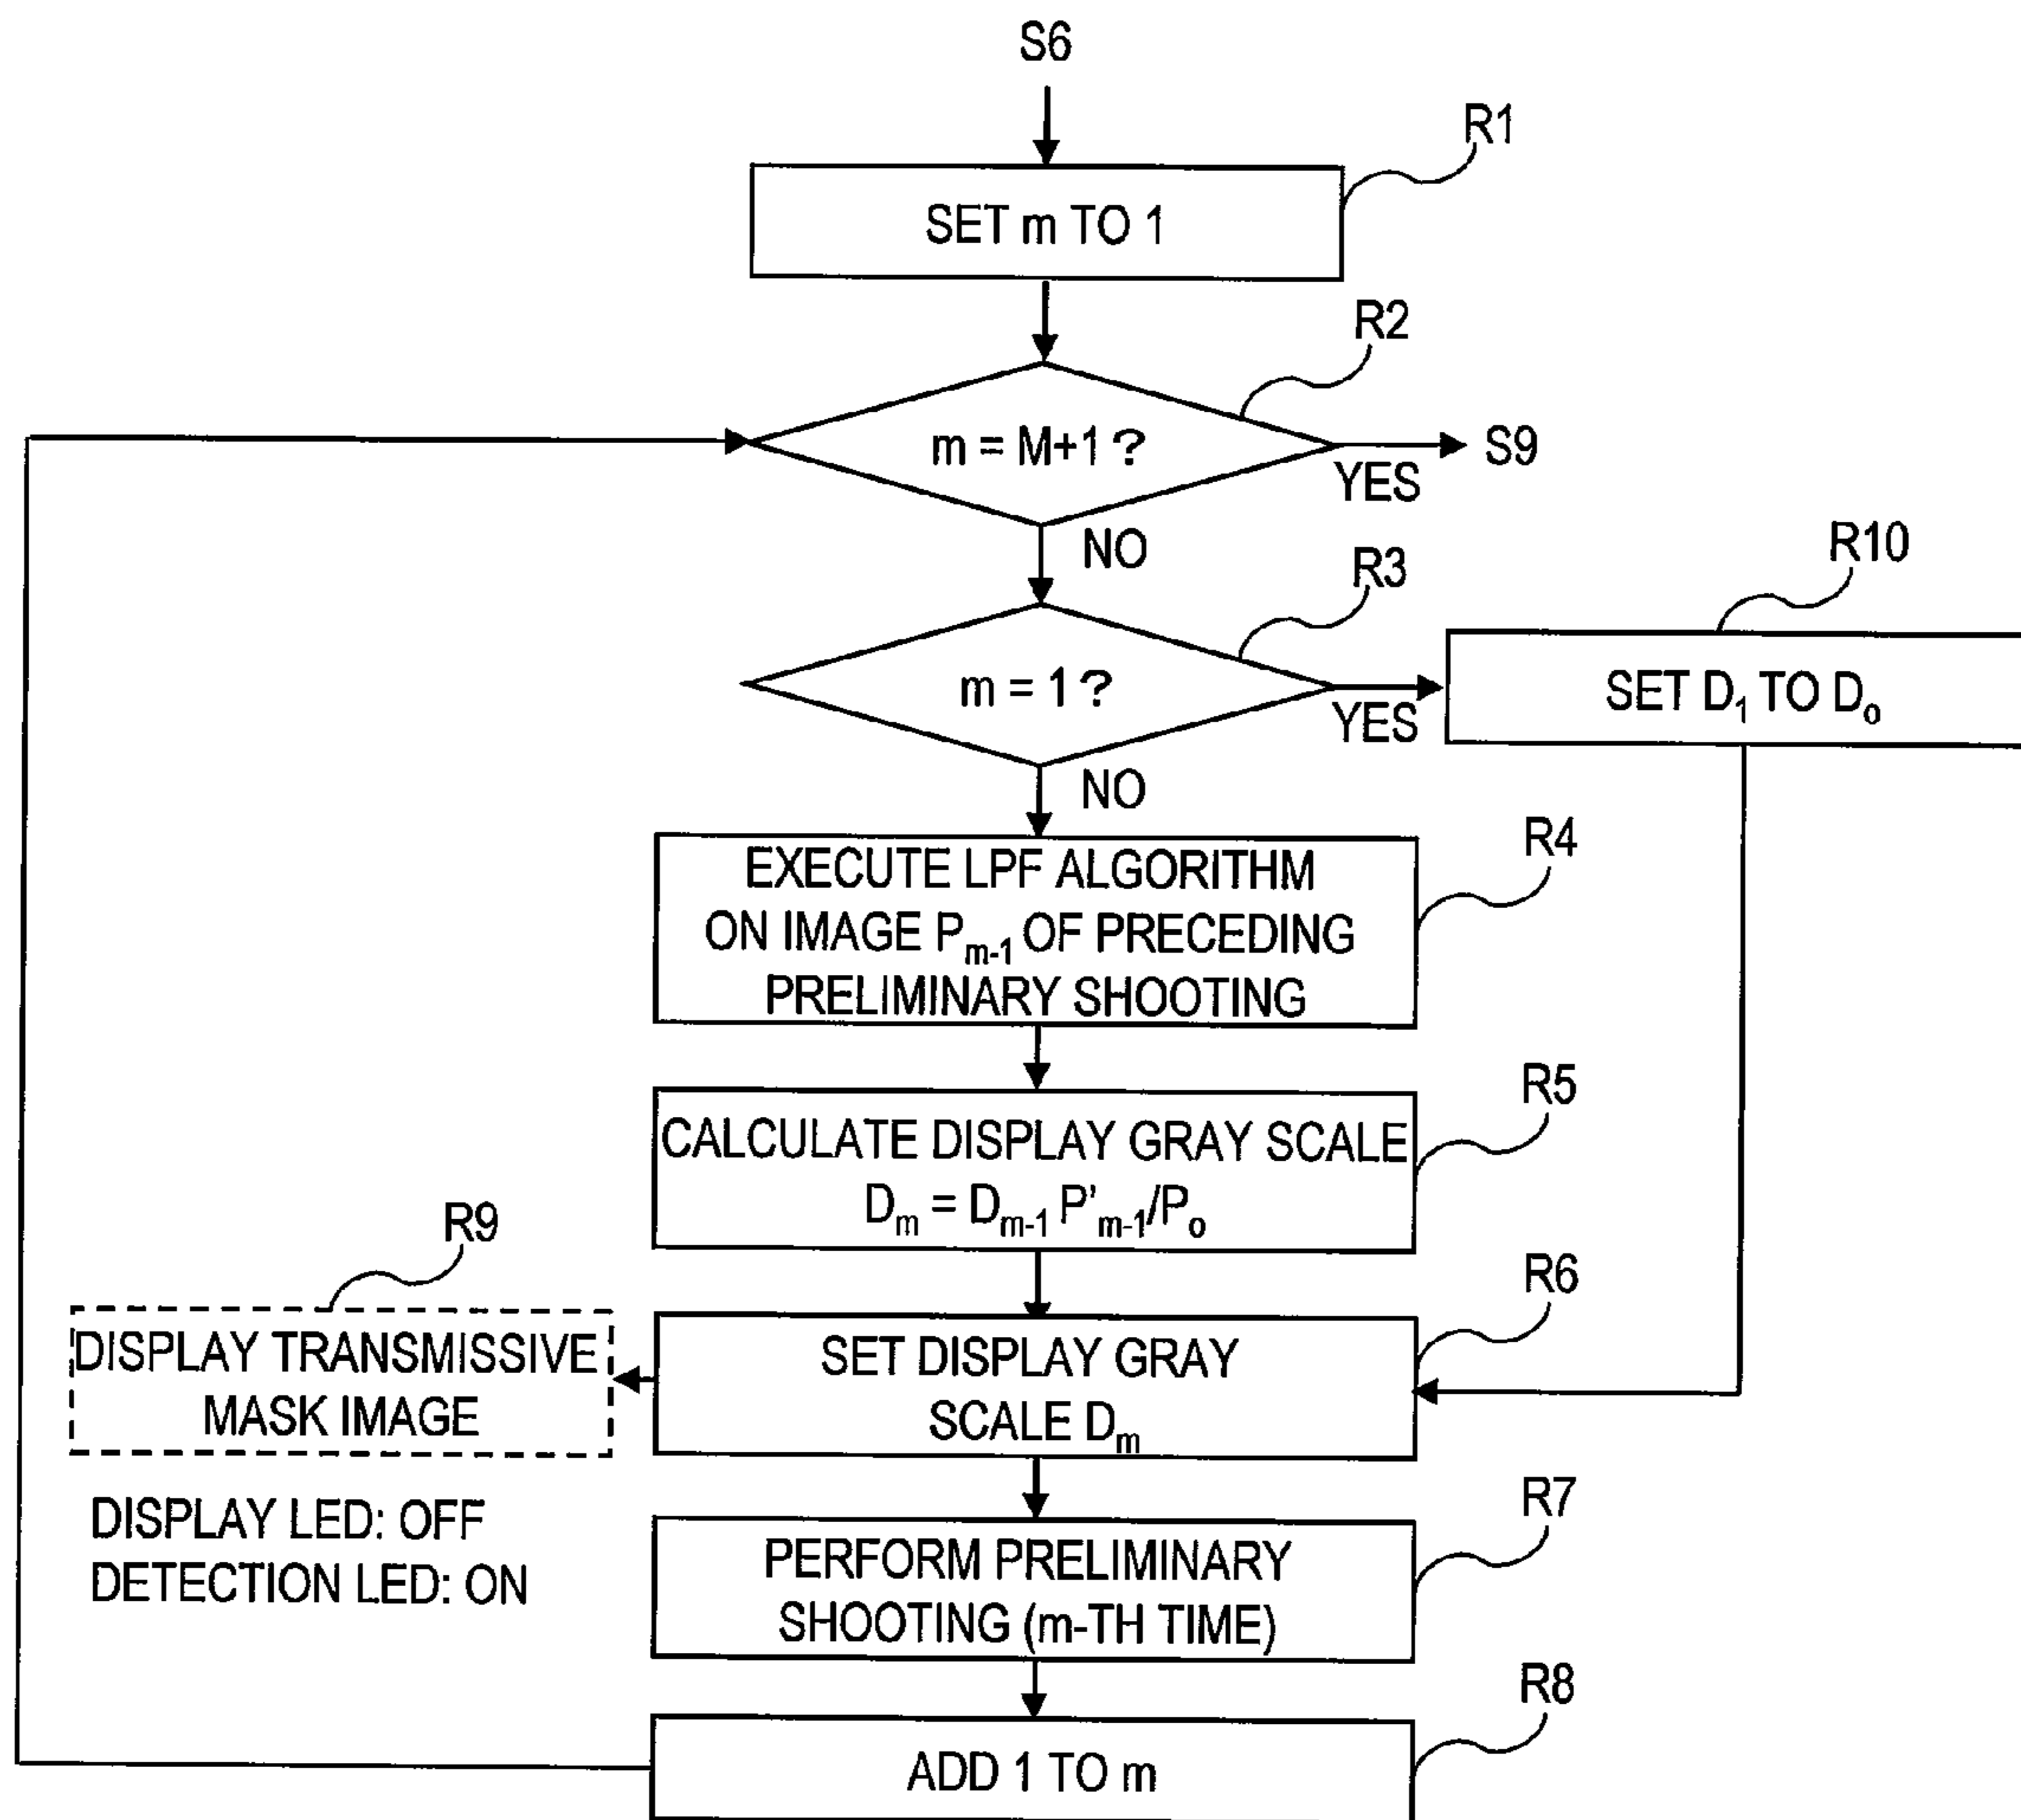 S6
R1
SET m TO 1
R2
m = M+1 ?
YES
S9
NO
R3
R10
m = 1 ?
YES
SET D1 TO Do
NO
R4
EXECUTE LPF ALGORITHM
ON IMAGE Pm-1 OF PRECEDING
PRELIMINARY SHOOTING
R5
CALCULATE DISPLAY GRAY SCALE
Dm = Dm-1 P'm-1/Po
R9
R6
DISPLAY TRANSMISSIVE
MASK IMAGE
SET DISPLAY GRAY
SCALE Dm
DISPLAY LED: OFF
DETECTION LED: ON
R7
PERFORM PRELIMINARY
SHOOTING (m-TH TIME)
R8
ADD 1 TO m